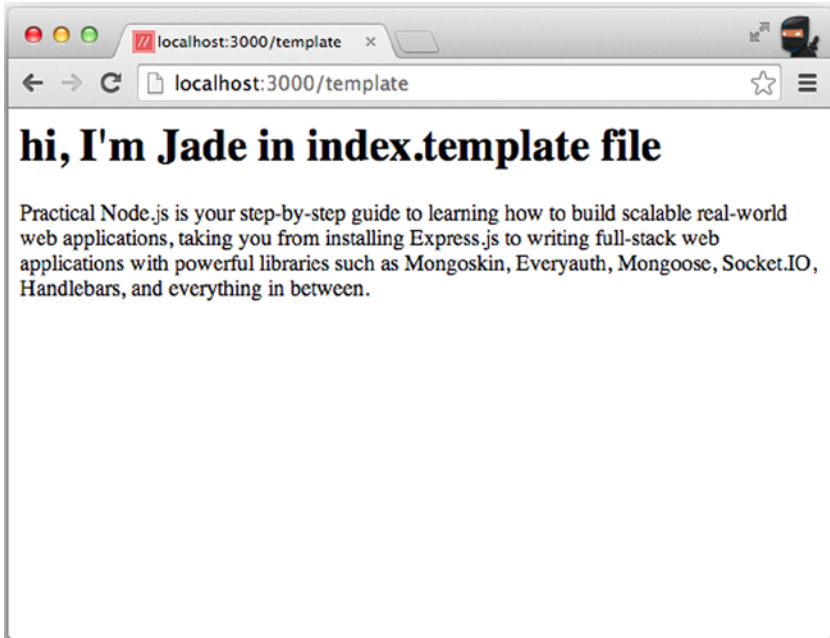 localhost:3000/template
localhost:3000/template
hi, I'm Jade in index.template file
Practical Node.js is your step-by-step guide to learning how to build scalable real-world
web applications, taking you from installing Express.js to writing full-stack web
applications with powerful libraries such as Mongoskin, Everyauth, Mongoose, Socket.IO,
Handlebars, and everything in between.